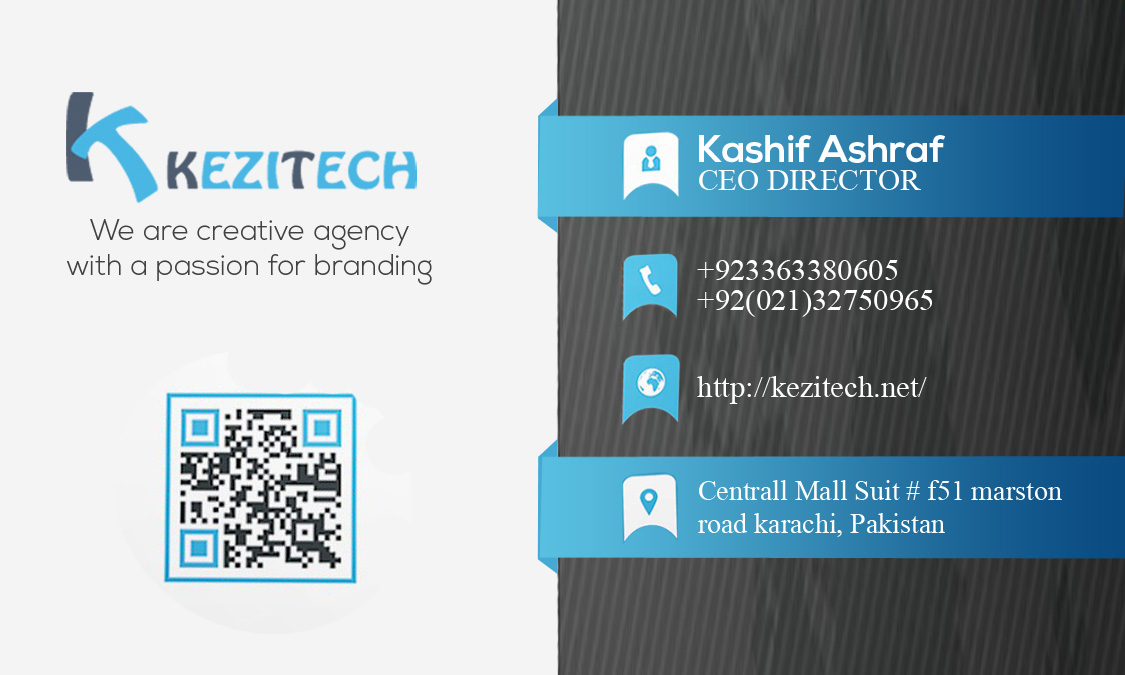 KEZITECH
We are creative agency
with a passion for branding
Kashif Ashraf
CEO DIRECTOR
+923363380605
+92(021)32750965
http://kezitech.net/
Centrall Mall Suit # f51 marston
road karachi, Pakistan